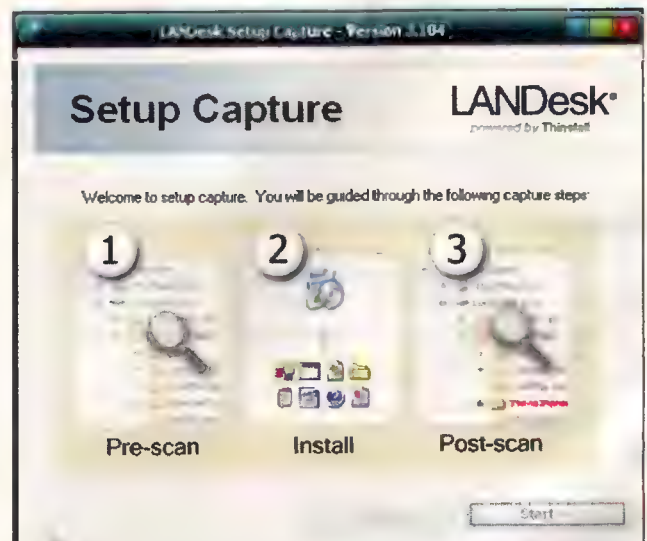 LANDesk Setup Capture - Version 3.104
Setup Capture
LANDesk®
powered by Thinstall
Welcome to setup capture. You will be guided through the following capture steps:
1
2
3
Pre-scan
Install
Post-scan
Start